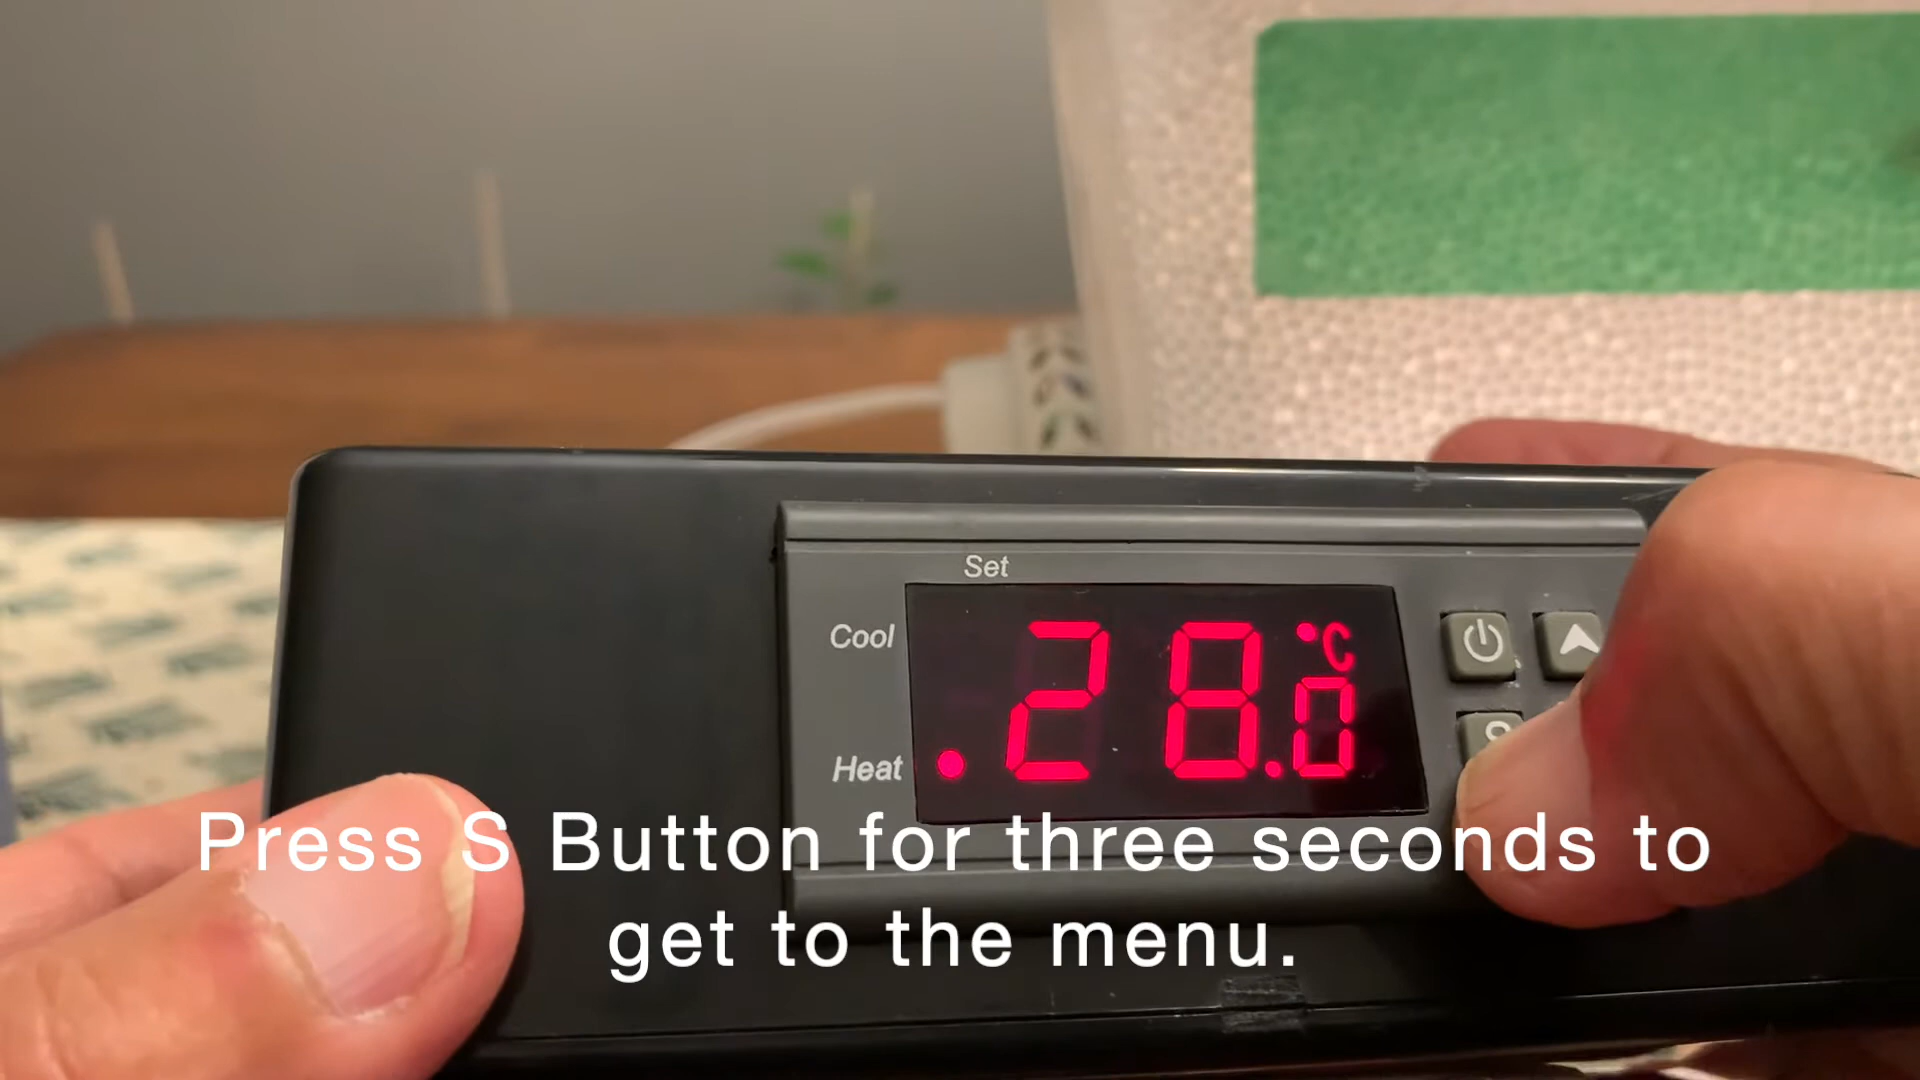 Set
Cool
28.0
°C
Heat
S
Press S Button for three seconds to
get to the menu.